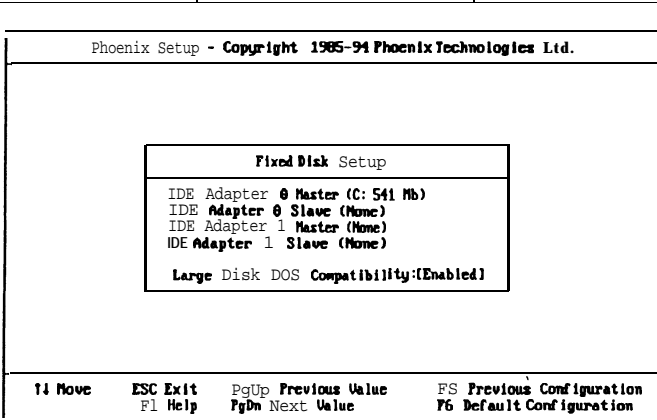 Phoenix Setup - Copyright 1985-94 Phoenix Technologies Ltd.
Fixed Disk Setup
IDE Adapter 0 Master (C: 541 Mb)
IDE Adapter 0 Slave (None)
IDE Adapter 1 Master (None)
IDE Adapter 1 Slave (None)
Large Disk DOS Compatibility:[Enabled]
↑↓ Move ESC Exit PgUp Previous Value FS Previous Configuration
F1 Help PgDn Next Value F6 Default Configuration